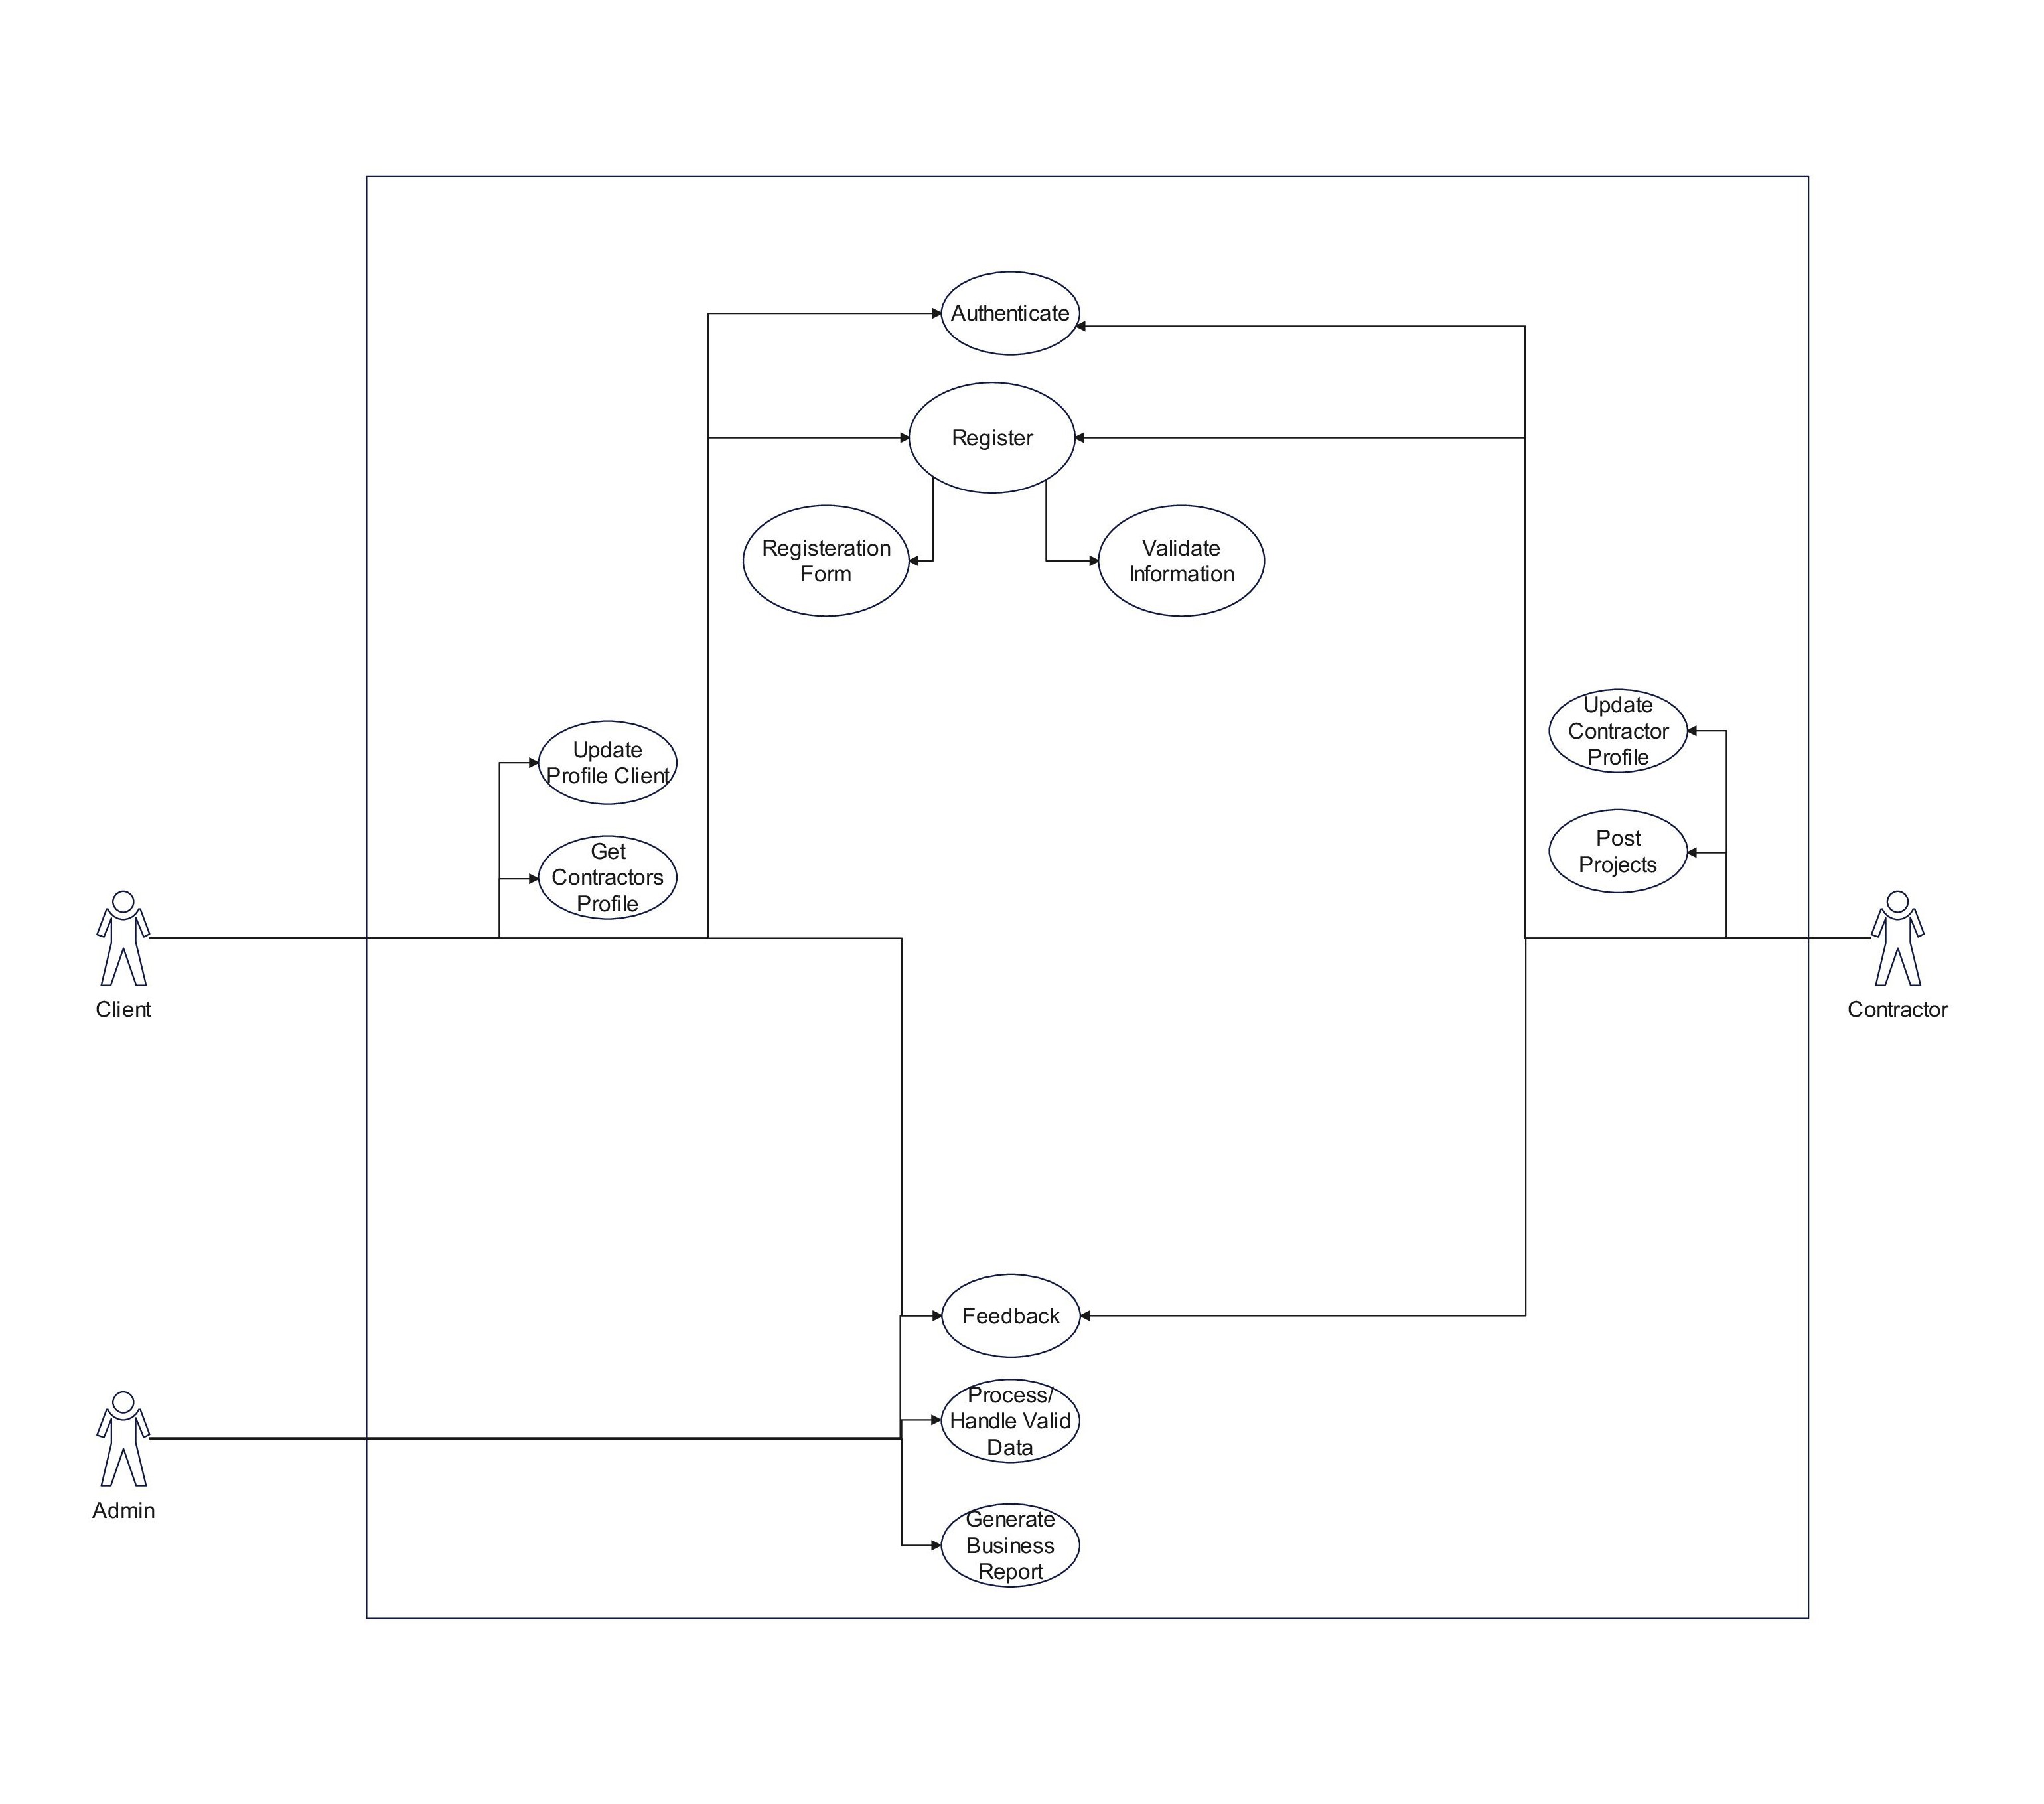 Authenticate
Register
Registeration
Form
Validate
Information
Update
Profile Client
Get
Contractors
Profile
Update
Contractor
Profile
Post
Projects
Client
Contractor
Feedback
Process/
Handle Valid
Data
Admin
Generate
Business
Report